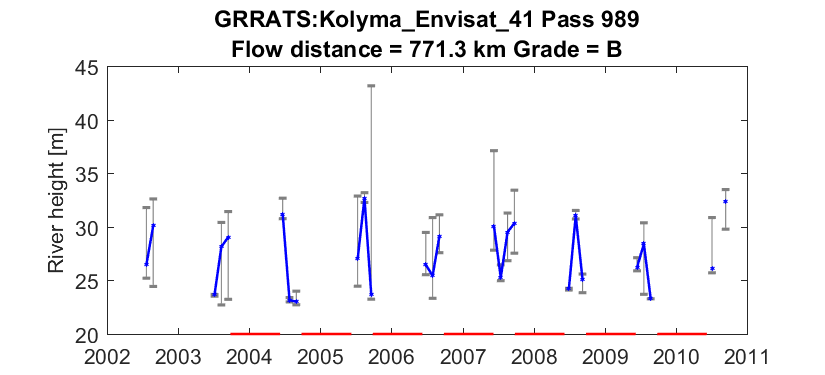 GRRATS:Kolyma_Envisat_41 Pass 989
Flow distance = 771.3 km Grade = B
River height [m]
45
40
35
30
25
20
2002 2003 2004 2005 2006 2007 2008 2009 2010 2011